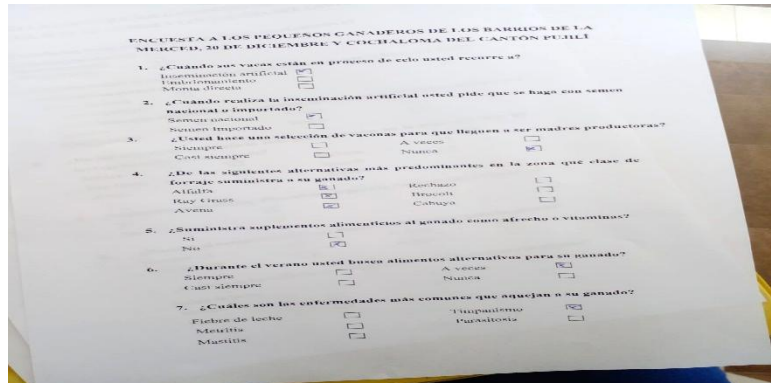 ENCUESTA A LOS PEQUEÑOS GANADEROS DE LOS BARRIOS DE LA
MERCED, 20 DE DICIEMBRE Y COCHALOMA DEL CANTÓN PUJILÍ
1. ¿Cuándo sus vacas están en proceso de celo usted recurre a?
Inseminación artificial
Embrionamiento
Monta directa
2. ¿Cuándo realiza la inseminación artificial usted pide que se haga con semen
nacional o importado?
Semen nacional
Semen Importado
3. ¿Usted hace una selección de vaconas para que lleguen a ser madres productoras?
Siempre A veces
Casi siempre Nunca
4. ¿De las siguientes alternativas más predominantes en la zona que clase de
forraje suministra a su ganado?
Alfalfa Rechazo
Ray Grass Brócoli
Avena Cabuya
5. ¿Suministra suplementos alimenticios al ganado como afrecho o vitaminas?
Si
No
6. ¿Durante el verano usted busca alimentos alternativos para su ganado?
Siempre A veces
Casi siempre Nunca
7. ¿Cuáles son las enfermedades más comunes que aquejan a su ganado?
Fiebre de leche Timpanismo
Metritis Parasitosis
Mastitis